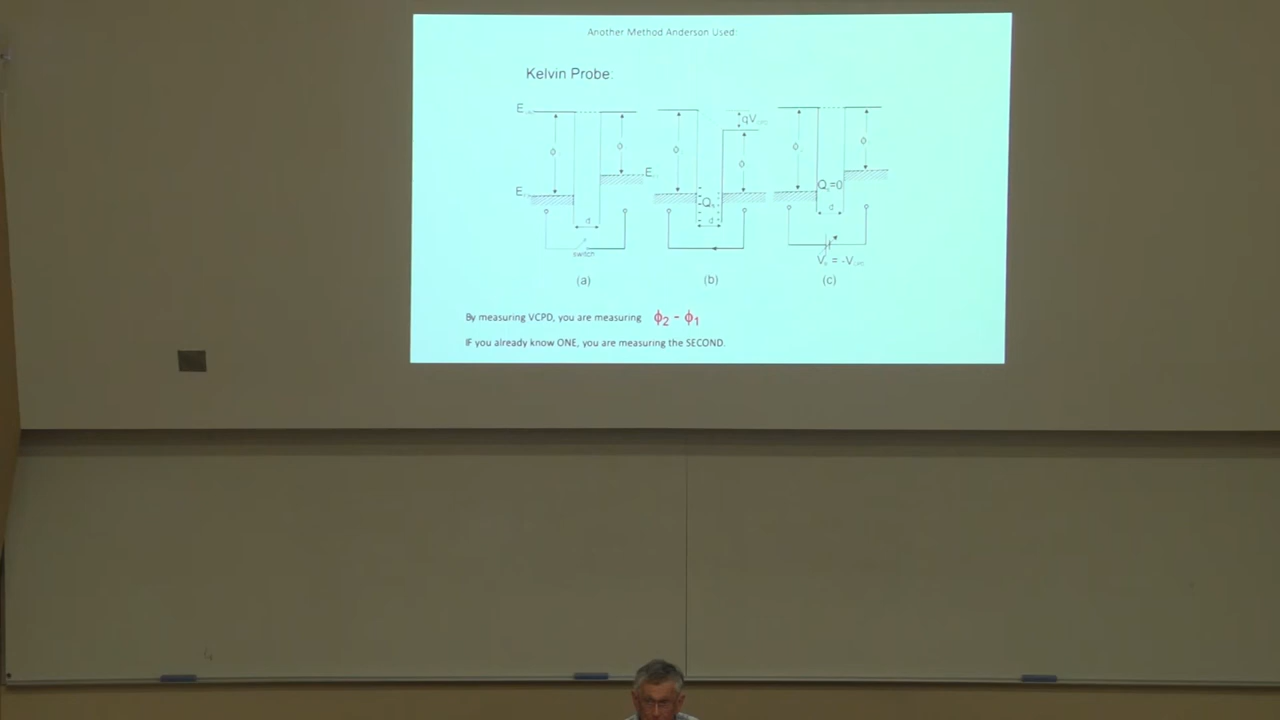 Another Method Anderson Used:
Kelvin Probe:
E
ϕ
ϕ
E
E
d
switch
(a)
qV
ϕ
ϕ
Q
d
(b)
ϕ
ϕ
Q =0
d
V = -V
(c)
By measuring VCPD, you are measuring ϕ2 - ϕ1
IF you already know ONE, you are measuring the SECOND.